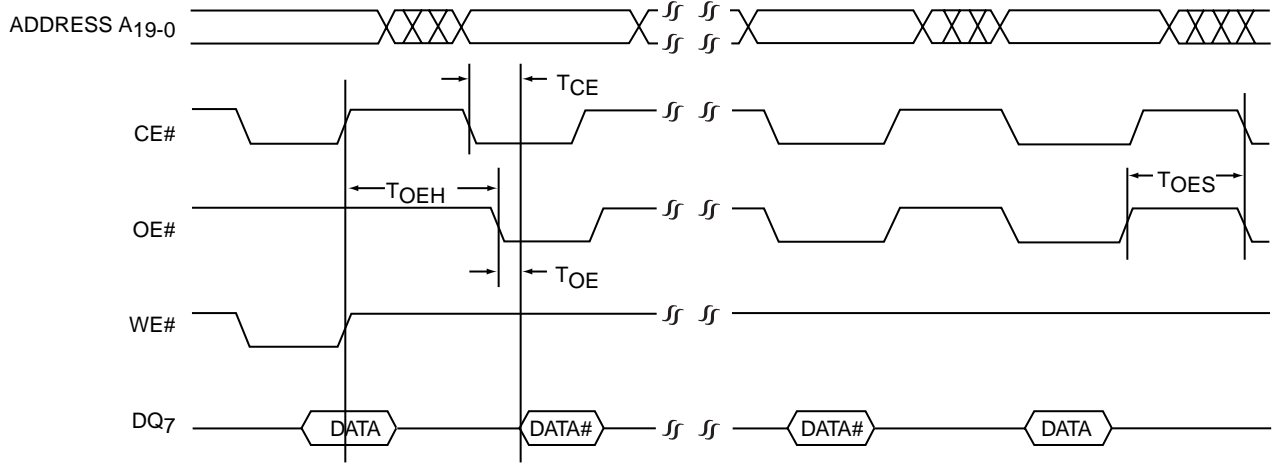 ADDRESS A19-0
TCE
CE#
TOEH
TOES
OE#
TOE
WE#
DQ7
DATA
DATA#
DATA#
DATA